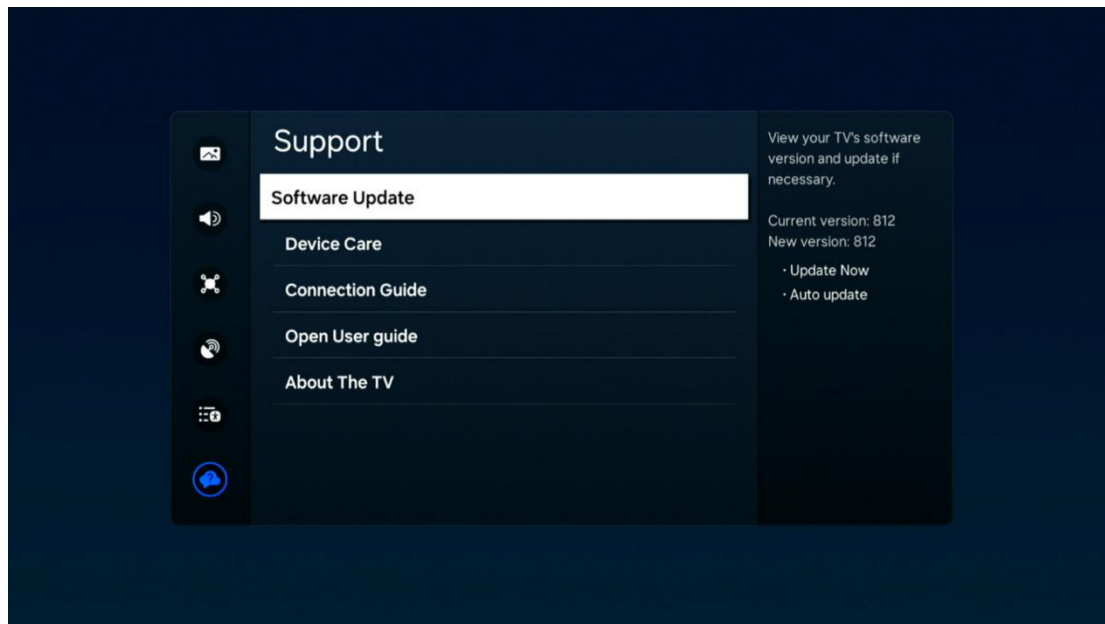 Support
Software Update
Device Care
Connection Guide
Open User guide
About The TV
View your TV's software
version and update if
necessary.
Current version: 812
New version: 812
· Update Now
· Auto update